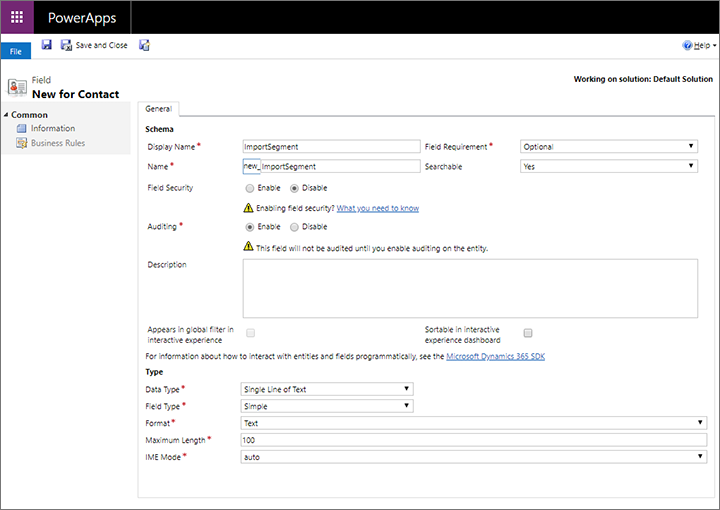 PowerApps
File
Save and Close
Help
Field
New for Contact
Working on solution: Default Solution
Common
Information
Business Rules
General
Schema
Display Name *
ImportSegment
Field Requirement *
Optional
Name *
new_ ImportSegment
Searchable
Yes
Field Security
Enable
Disable
Enabling field security? What you need to know
Auditing *
Enable
Disable
This field will not be audited until you enable auditing on the entity.
Description
Appears in global filter in
interactive experience
Sortable in interactive
experience dashboard
For information about how to interact with entities and fields programmatically, see the Microsoft Dynamics 365 SDK
Type
Data Type *
Single Line of Text
Field Type *
Simple
Format *
Text
Maximum Length *
100
IME Mode *
auto